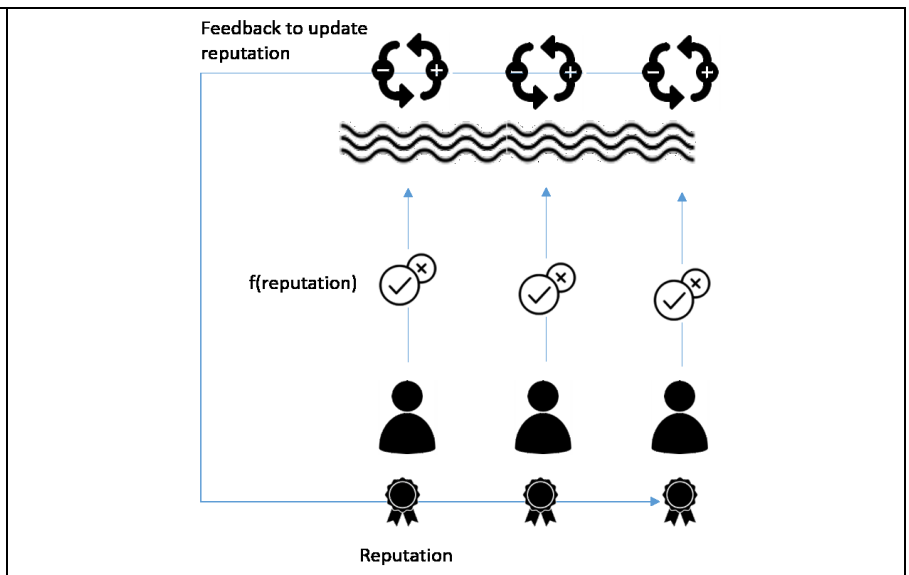 Feedback to update
reputation
f(reputation)
Reputation